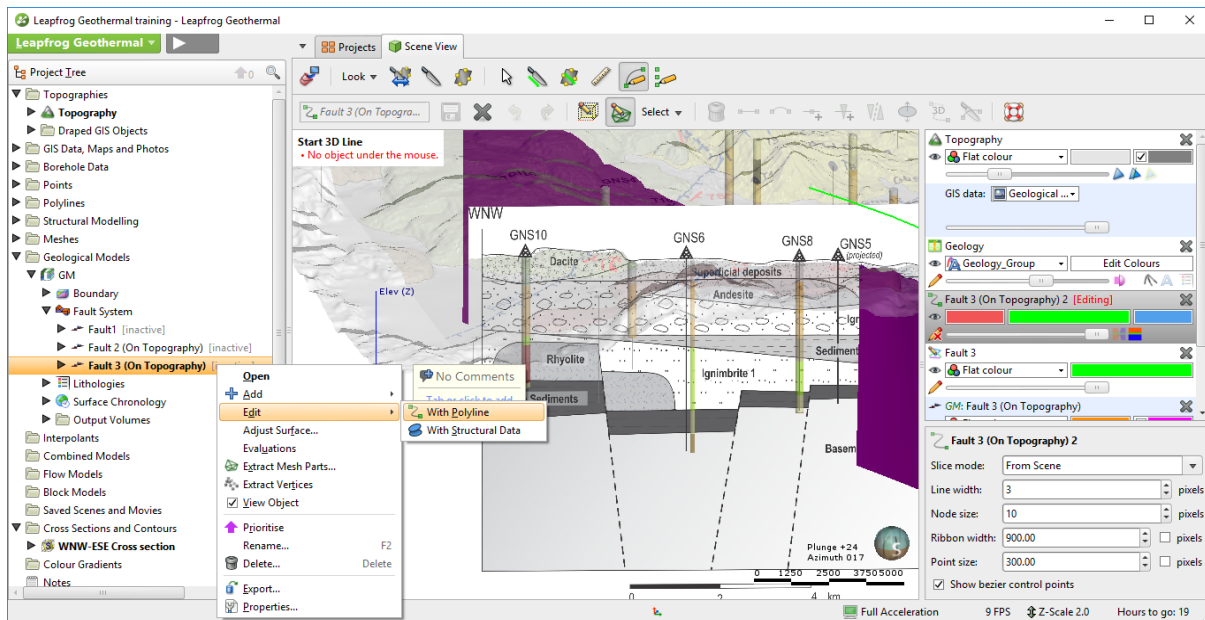 Leapfrog Geothermal training - Leapfrog Geothermal
Leapfrog Geothermal
Projects
Scene View
Project Tree
0
Look
Fault 3 (On Topogra...
Select
3D
Topographies
Topography
Draped GIS Objects
GIS Data, Maps and Photos
Borehole Data
Points
Polylines
Structural Modelling
Meshes
Geological Models
GM
Boundary
Fault System
Fault1 [inactive]
Fault 2 (On Topography) [inactive]
Fault 3 (On Topography)
Lithologies
Surface Chronology
Output Volumes
Interpolants
Combined Models
Flow Models
Block Models
Saved Scenes and Movies
Cross Sections and Contours
WNW-ESE Cross section
Colour Gradients
Notes
Open
Add
Edit
Adjust Surface...
Evaluations
Extract Mesh Parts...
Extract Vertices
View Object
Prioritise
Rename... F2
Delete... Delete
Export...
Properties...
No Comments
With Polyline
With Structural Data
Start 3D Line
• No object under the mouse.
Elev (Z)
WNW
GNS10
GNS6
GNS8
GNS5
(projected)
Dacite
Superficial deposits
Andesite
Rhyolite
Sediment
Ignimbrite 1
Sediments
Basem
Plunge +24
Azimuth 017
0 1250 2500 3750 5000
0 2 4 km
Topography
Flat colour
GIS data: Geological ...
Geology
Geology_Group
Edit Colours
Fault 3 (On Topography) 2 [Editing]
Fault 3
Flat colour
GM: Fault 3 (On Topography)
Fault 3 (On Topography) 2
Slice mode: From Scene
Line width: 3 pixels
Node size: 10 pixels
Ribbon width: 900.00 pixels
Point size: 300.00 pixels
Show bezier control points
Full Acceleration
9 FPS
Z-Scale 2.0
Hours to go: 19